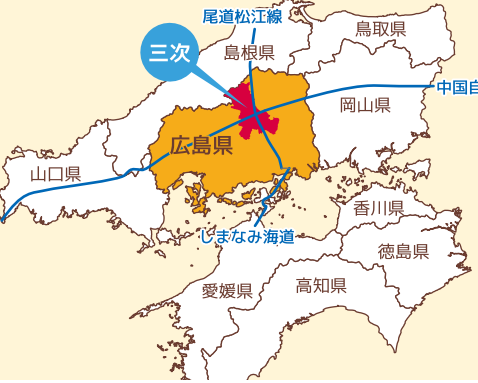 尾道松江線
鳥取県
三次
島根県
中国自
岡山県
広島県
山口県
香川県
しまなみ海道
徳島県
高知県
愛媛県